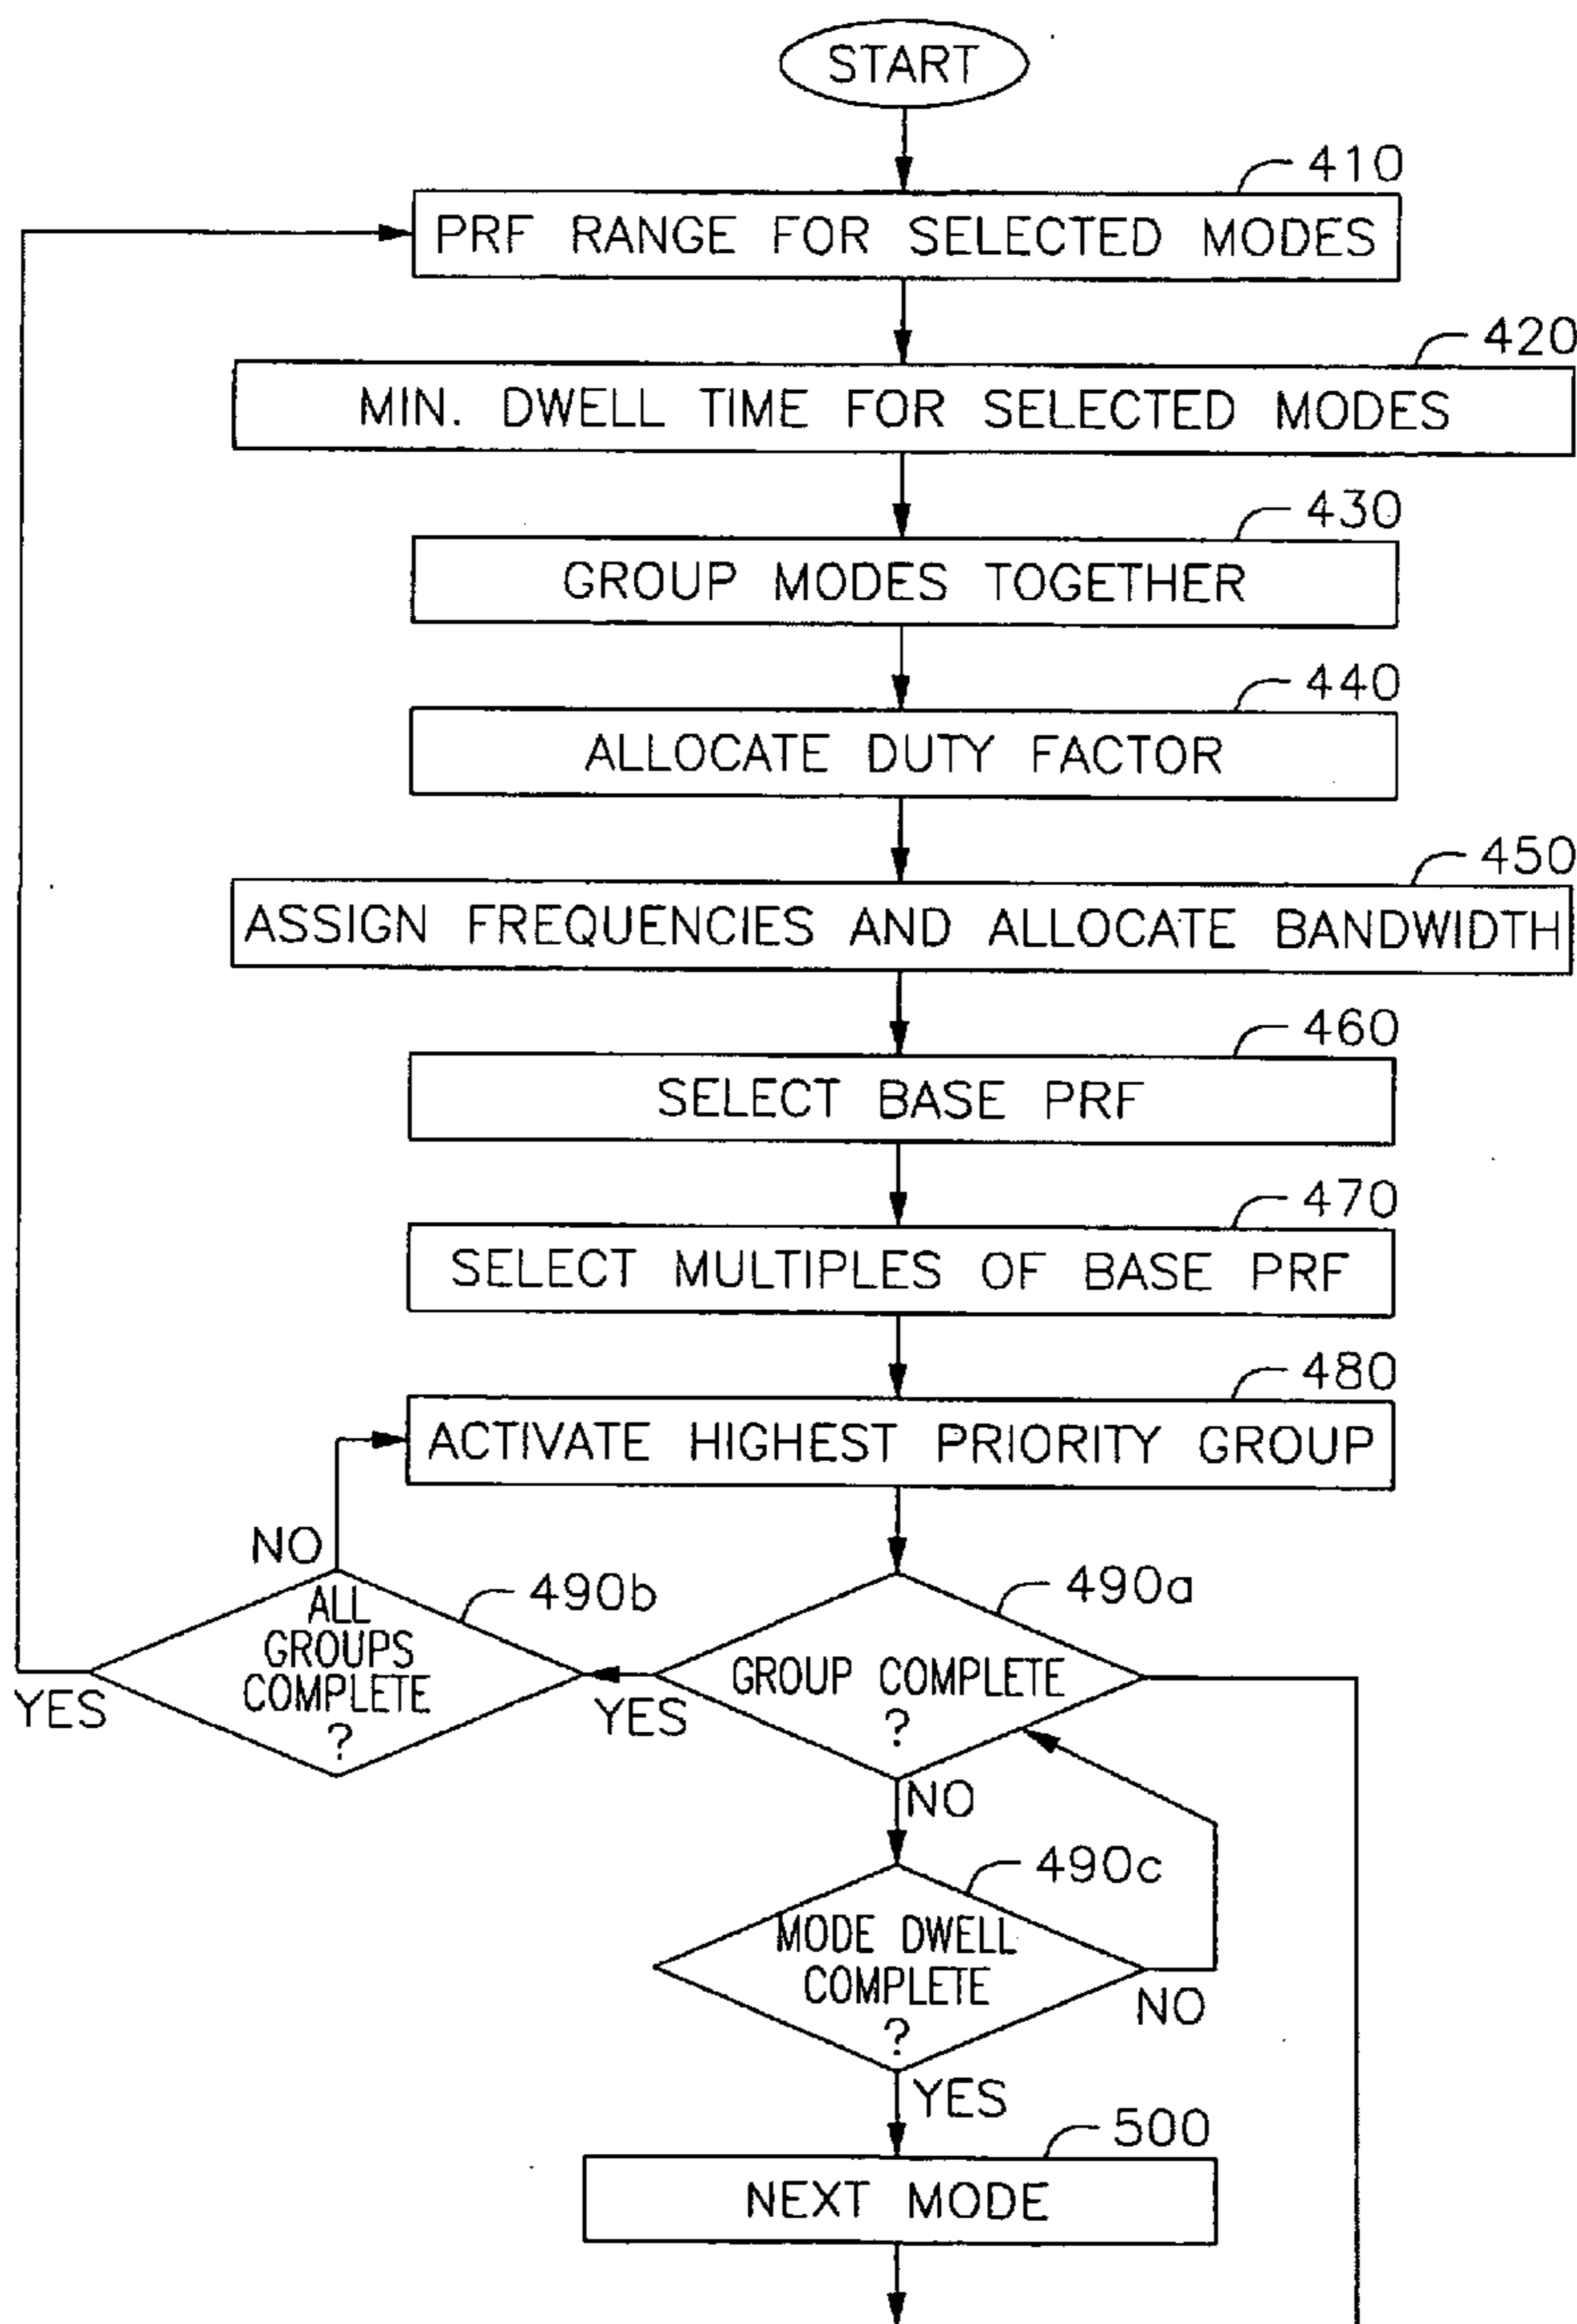 START
410
PRF RANGE FOR SELECTED MODES
420
MIN. DWELL TIME FOR SELECTED MODES
430
GROUP MODES TOGETHER
440
ALLOCATE DUTY FACTOR
450
ASSIGN FREQUENCIES AND ALLOCATE BANDWIDTH
460
SELECT BASE PRF
470
SELECT MULTIPLES OF BASE PRF
480
ACTIVATE HIGHEST PRIORITY GROUP
NO
490b
ALL
GROUPS
COMPLETE
?
YES
490a
GROUP COMPLETE
?
YES
NO
490c
MODE DWELL
COMPLETE
?
NO
YES
500
NEXT MODE